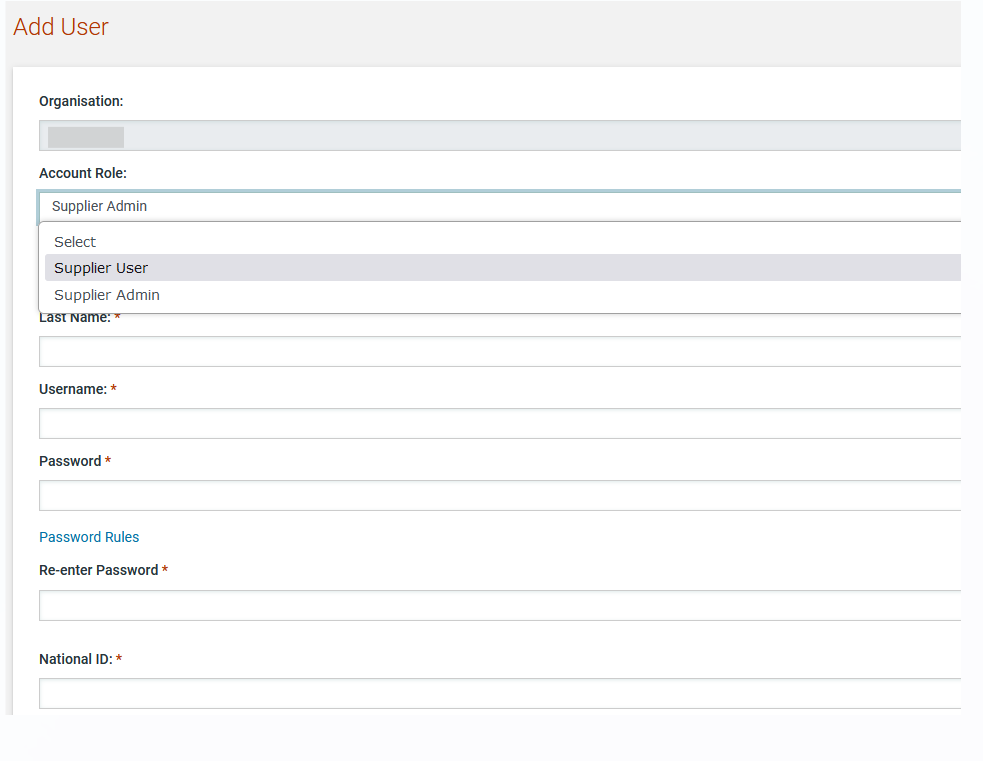 Add User
Organisation:
Account Role:
Supplier Admin
Select
Supplier User
Supplier Admin
Last Name: *
Username: *
Password *
Password Rules
Re-enter Password *
National ID: *